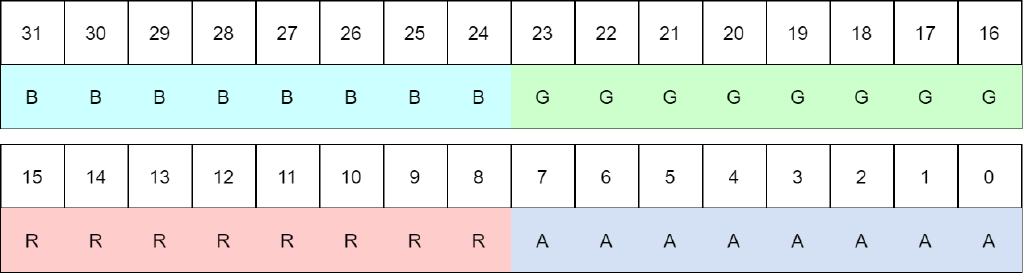 31 30 29 28 27 26 25 24 23 22 21 20 19 18 17 16
B B B B B B B B G G G G G G G G
15 14 13 12 11 10 9 8 7 6 5 4 3 2 1 0
R R R R R R R R A A A A A A A A